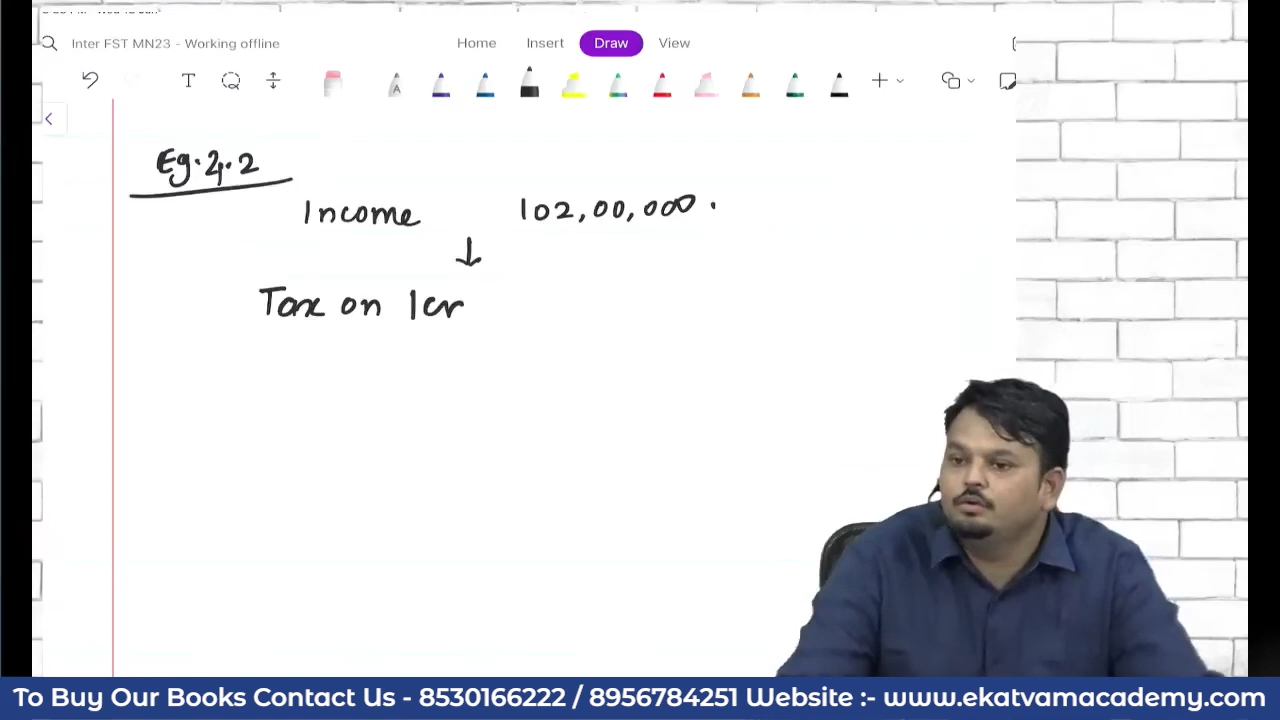 Inter FST MN23 - Working offline
Home Insert Draw View
T A
Eg. 2.2
Income 102,00,000.
↓
Tax on 1cr
To Buy Our Books Contact Us - 8530166222 / 8956784251 Website :- www.ekatvamacademy.com